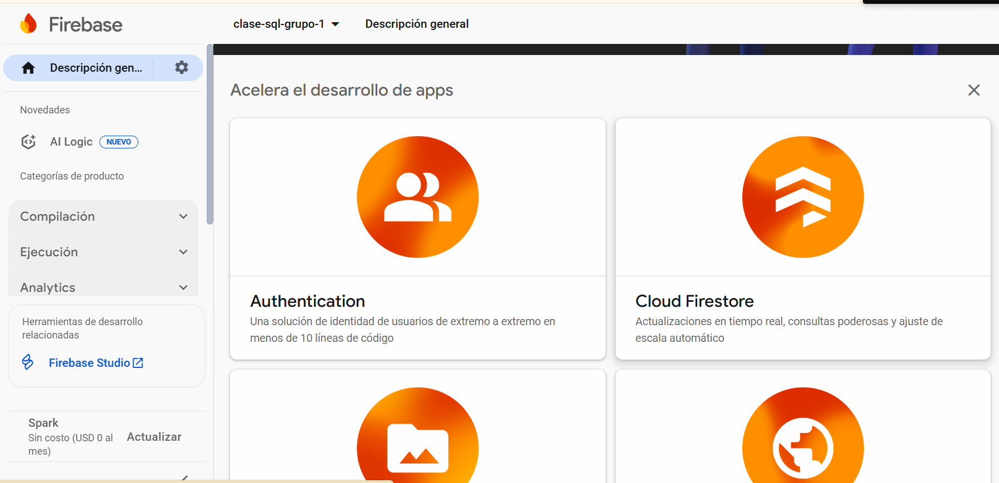 Firebase
clase-sql-grupo-1
Descripción general
Descripción gen...
Novedades
AI Logic
NUEVO
Categorías de producto
Compilación
Ejecución
Analytics
Herramientas de desarrollo
relacionadas
Firebase Studio
Spark
Sin costo (USD 0 al
mes)
Actualizar
Acelera el desarrollo de apps
Authentication
Una solución de identidad de usuarios de extremo a extremo en
menos de 10 líneas de código
Cloud Firestore
Actualizaciones en tiempo real, consultas poderosas y ajuste de
escala automático